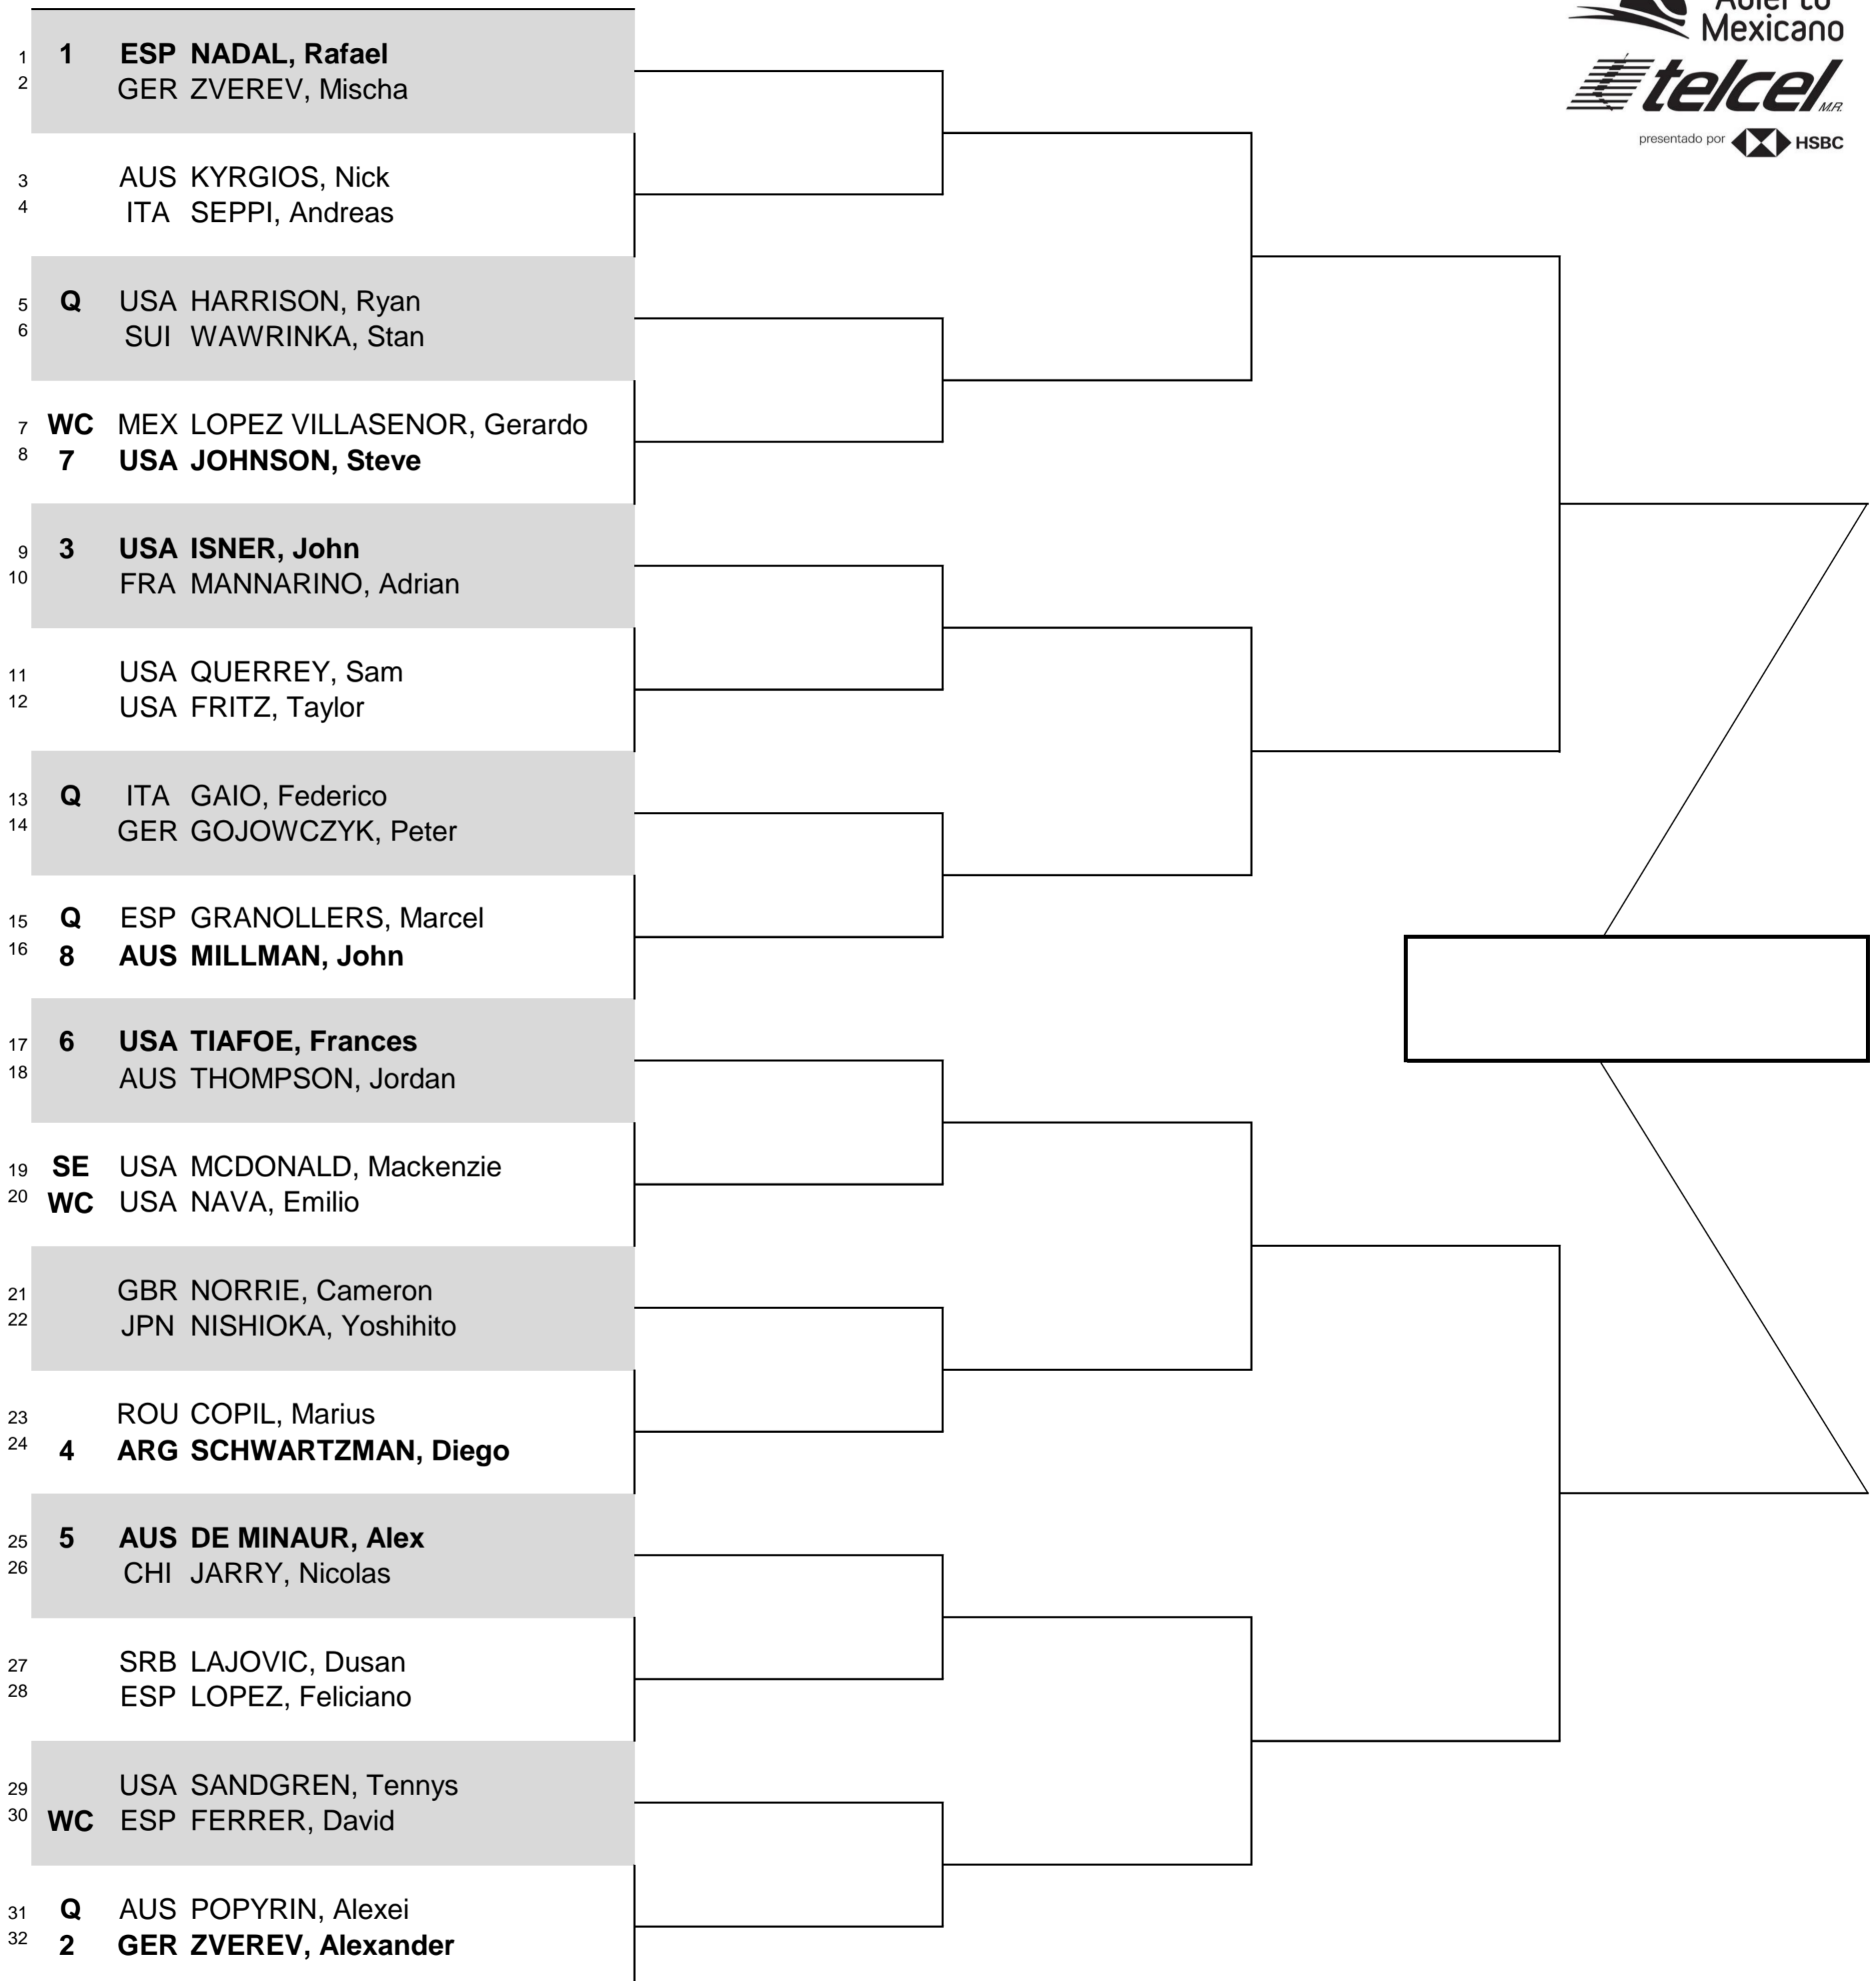 Abierto
Mexicano
telcel M.R.
presentado por HSBC
1 1 ESP NADAL, Rafael
2 GER ZVEREV, Mischa
3 AUS KYRGIOS, Nick
4 ITA SEPPI, Andreas
5 Q USA HARRISON, Ryan
6 SUI WAWRINKA, Stan
7 WC MEX LOPEZ VILLASENOR, Gerardo
8 7 USA JOHNSON, Steve
9 3 USA ISNER, John
10 FRA MANNARINO, Adrian
11 USA QUERREY, Sam
12 USA FRITZ, Taylor
13 Q ITA GAIO, Federico
14 GER GOJOWCZYK, Peter
15 Q ESP GRANOLLERS, Marcel
16 8 AUS MILLMAN, John
17 6 USA TIAFOE, Frances
18 AUS THOMPSON, Jordan
19 SE USA MCDONALD, Mackenzie
20 WC USA NAVA, Emilio
21 GBR NORRIE, Cameron
22 JPN NISHIOKA, Yoshihito
23 ROU COPIL, Marius
24 4 ARG SCHWARTZMAN, Diego
25 5 AUS DE MINAUR, Alex
26 CHI JARRY, Nicolas
27 SRB LAJOVIC, Dusan
28 ESP LOPEZ, Feliciano
29 USA SANDGREN, Tennys
30 WC ESP FERRER, David
31 Q AUS POPYRIN, Alexei
32 2 GER ZVEREV, Alexander